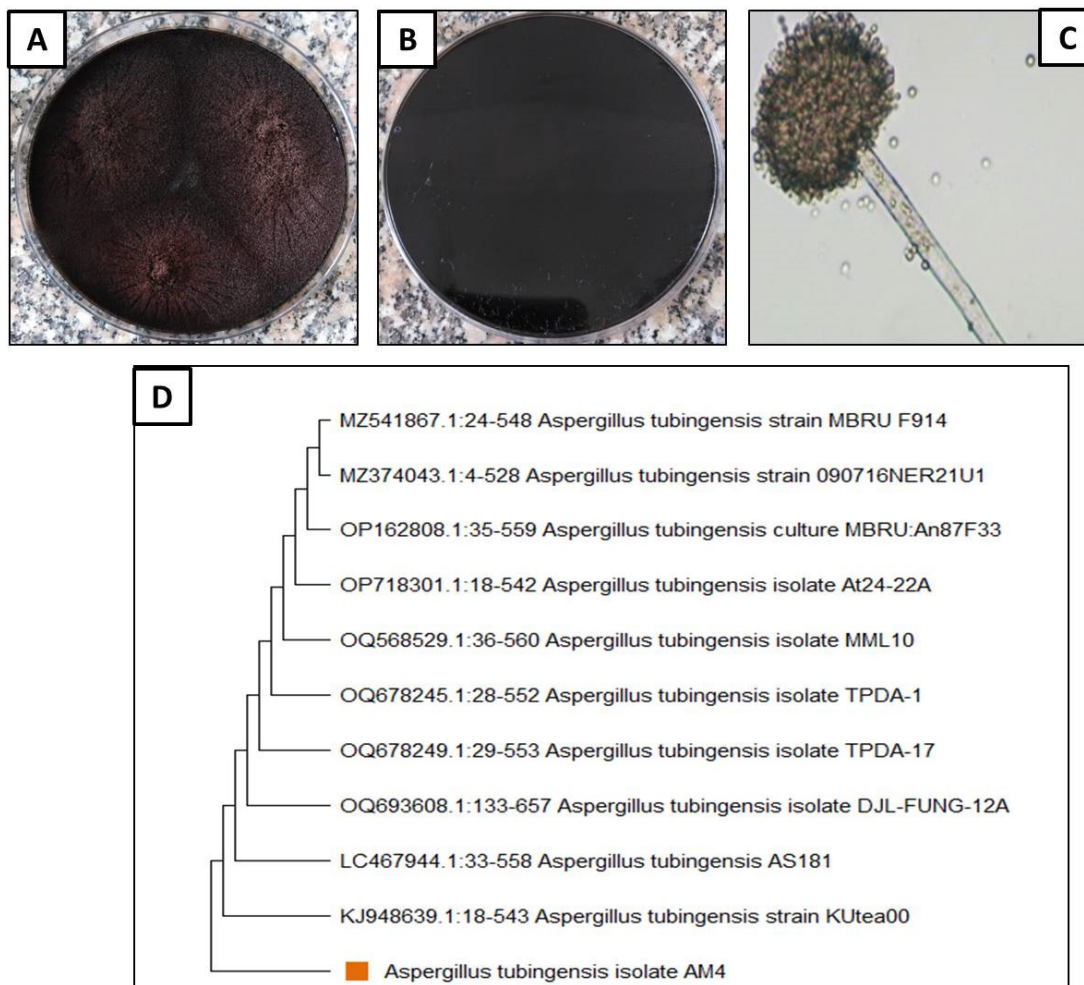 A
B
C
D
MZ541867.1:24-548 Aspergillus tubingensis strain MBRU F914
MZ374043.1:4-528 Aspergillus tubingensis strain 090716NER21U1
OP162808.1:35-559 Aspergillus tubingensis culture MBRU:An87F33
OP718301.1:18-542 Aspergillus tubingensis isolate At24-22A
OQ568529.1:36-560 Aspergillus tubingensis isolate MML10
OQ678245.1:28-552 Aspergillus tubingensis isolate TPDA-1
OQ678249.1:29-553 Aspergillus tubingensis isolate TPDA-17
OQ693608.1:133-657 Aspergillus tubingensis isolate DJL-FUNG-12A
LC467944.1:33-558 Aspergillus tubingensis AS181
KJ948639.1:18-543 Aspergillus tubingensis strain KUtea00
Aspergillus tubingensis isolate AM4